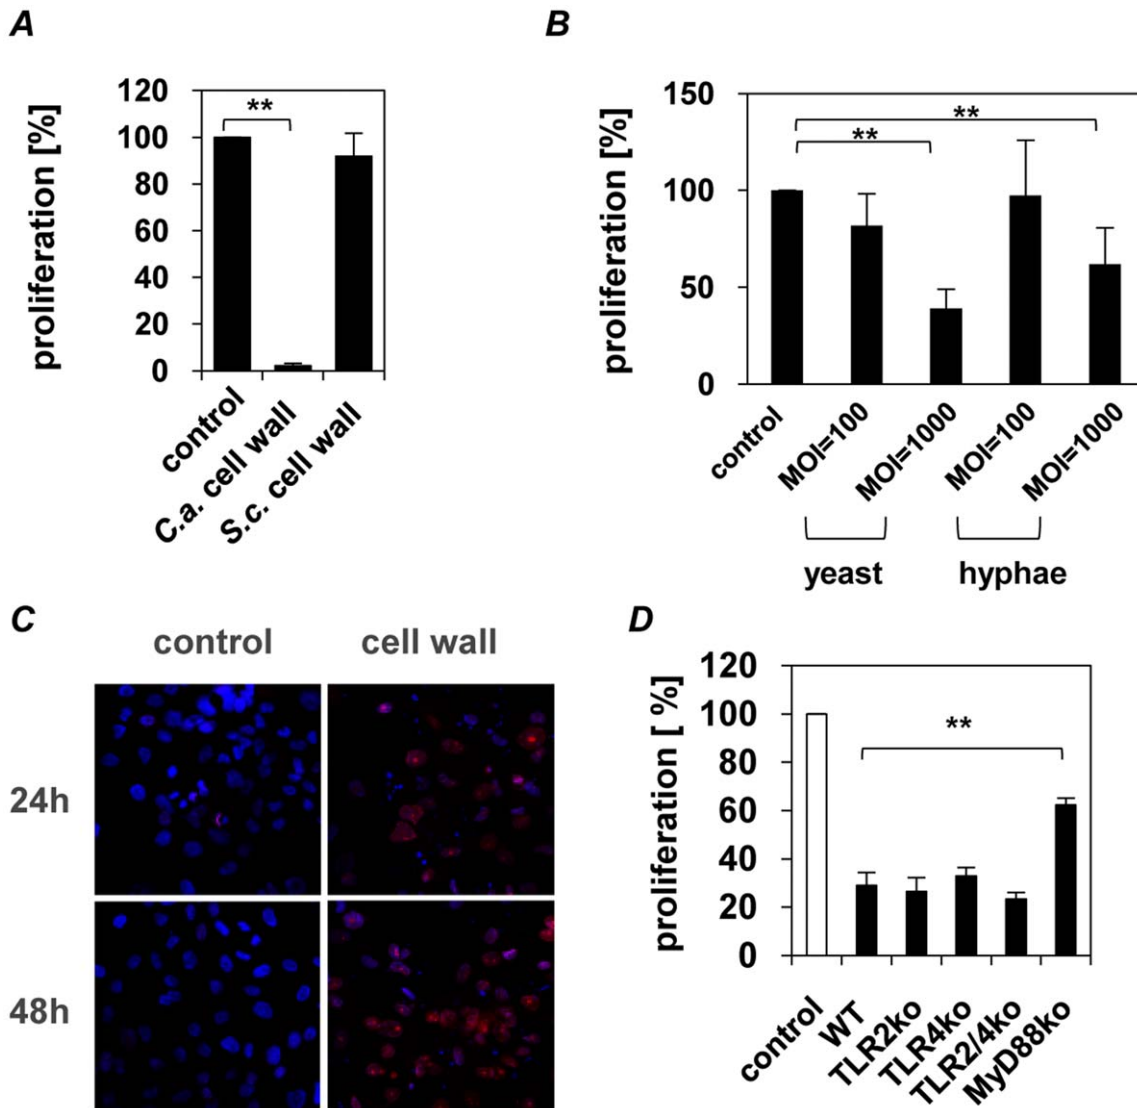 A
proliferation [%]
120
100
80
60
40
20
0
**
control
C.a. cell wall
S.c. cell wall
B
proliferation [%]
150
100
50
0
**
**
control
MOI=100
MOI=1000
MOI=100
MOI=1000
yeast
hyphae
C
control
cell wall
24h
48h
D
proliferation [ %]
120
100
80
60
40
20
0
**
control
WT
TLR2ko
TLR4ko
TLR2/4ko
MyD88ko